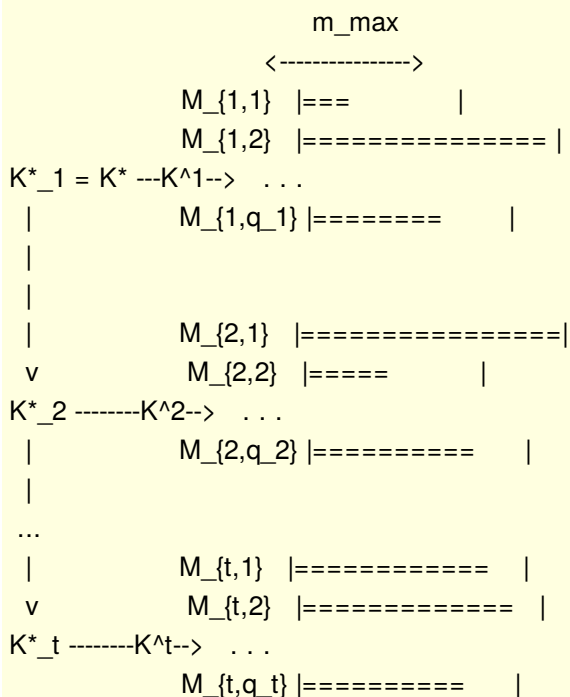 m_max
<---------------->
M_{1,1} |=== |
M_{1,2} |=============== |
K*_1 = K* ---K^1--> . . .
| M_{1,q_1} |======== |
|
|
| M_{2,1} |================|
v M_{2,2} |===== |
K*_2 --------K^2--> . . .
| M_{2,q_2} |========== |
|
...
| M_{t,1} |============ |
v M_{t,2} |============= |
K*_t --------K^t--> . . .
M_{t,q_t} |========== |